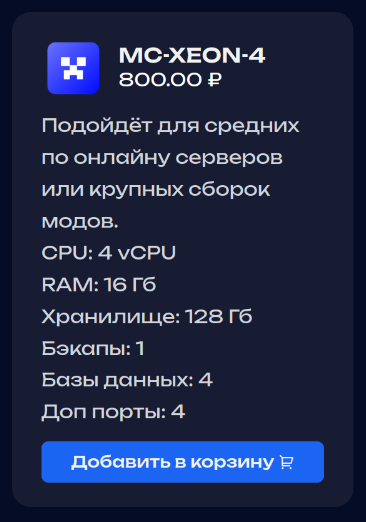 MC-XEON-4
800.00 ₽
Подойдёт для средних
по онлайну серверов
или крупных сборок
модов.
CPU: 4 vCPU
RAM: 16 Гб
Хранилище: 128 Гб
Бэкапы: 1
Базы данных: 4
Доп порты: 4
Добавить в корзину